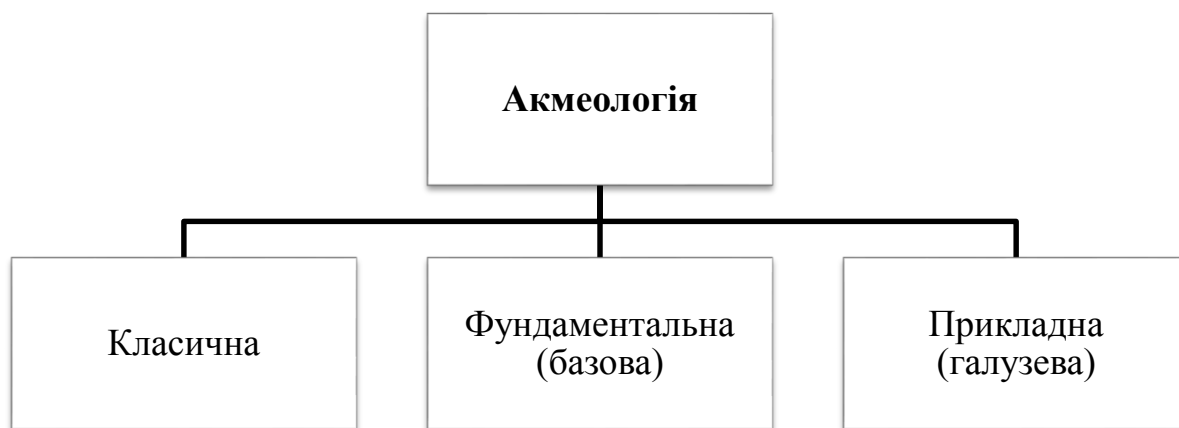 Акмеологія
Класична
Фундаментальна
(базова)
Прикладна
(галузева)